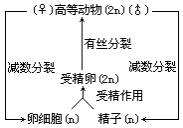 (♀)高等动物(2n)(♂)
有丝分裂
减数分裂
减数分裂
受精卵(2n)
受精作用
卵细胞(n)
精子(n)